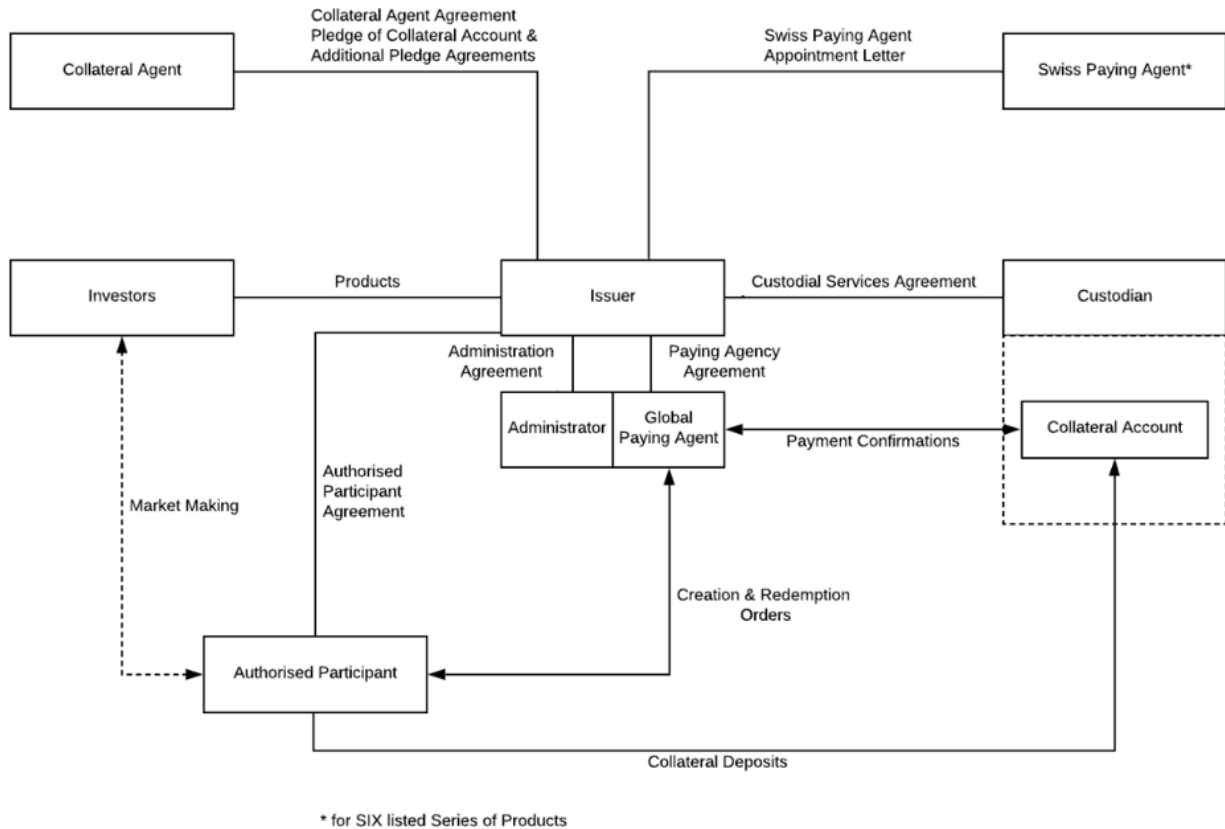 Collateral Agent Agreement
Pledge of Collateral Account &
Additional Pledge Agreements
Swiss Paying Agent
Appointment Letter
Collateral Agent
Swiss Paying Agent*
Investors
Products
Issuer
Custodial Services Agreement
Custodian
Administration
Agreement
Paying Agency
Agreement
Administrator
Global
Paying Agent
Payment Confirmations
Collateral Account
Market Making
Authorised
Participant
Agreement
Creation & Redemption
Orders
Authorised Participant
Collateral Deposits
* for SIX listed Series of Products